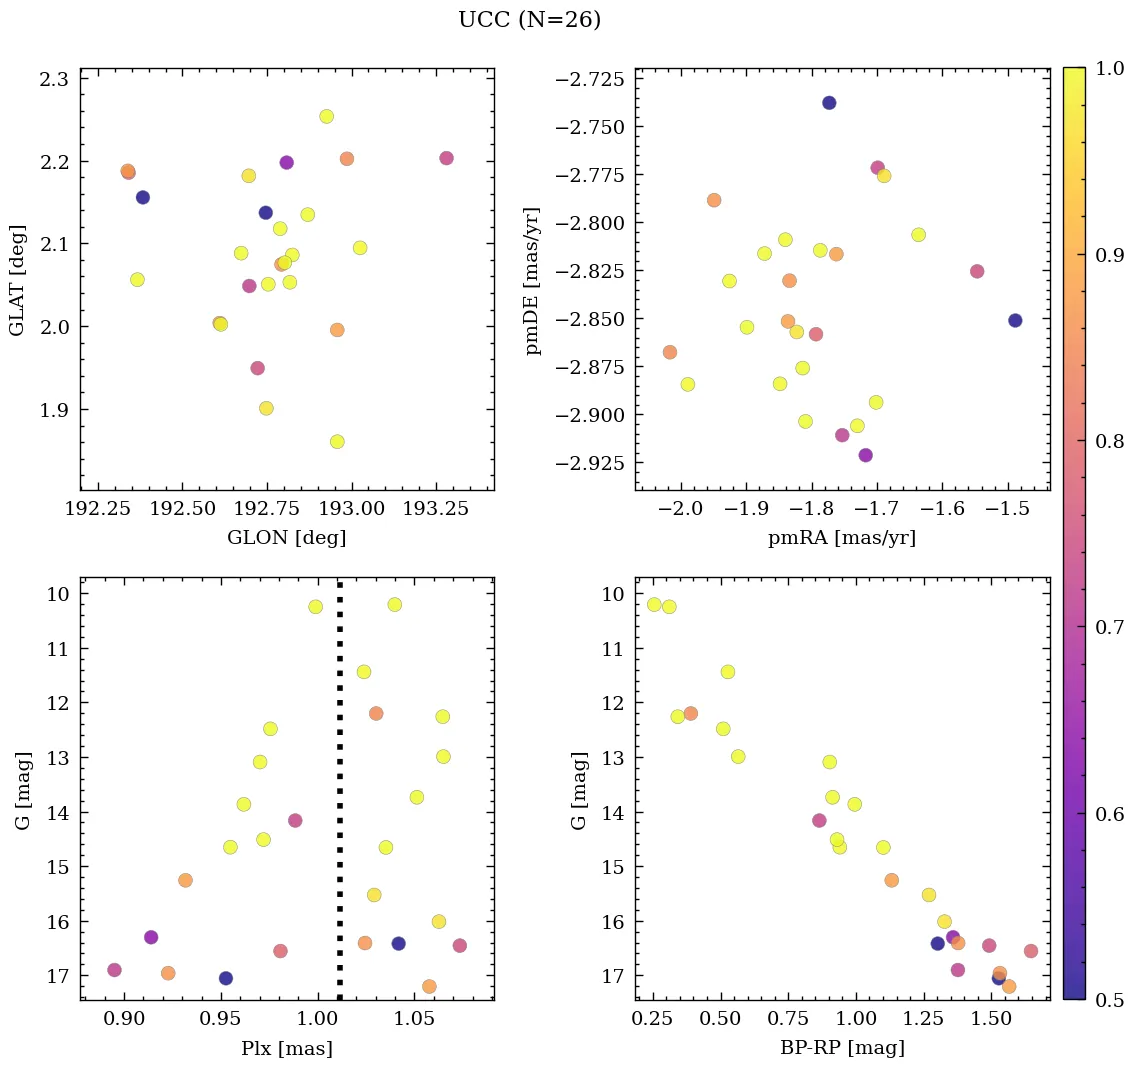 UCC (N=26)
2.3
2.2
2.1
2.0
1.9
GLAT [deg]
192.25 192.50 192.75 193.00 193.25
GLON [deg]
−2.725
−2.750
−2.775
−2.800
−2.825
−2.850
−2.875
−2.900
−2.925
pmDE [mas/yr]
−2.0 −1.9 −1.8 −1.7 −1.6 −1.5
pmRA [mas/yr]
10
11
12
13
14
15
16
17
G [mag]
0.90 0.95 1.00 1.05
Plx [mas]
10
11
12
13
14
15
16
17
G [mag]
0.25 0.50 0.75 1.00 1.25 1.50
BP-RP [mag]
1.0
0.9
0.8
0.7
0.6
0.5